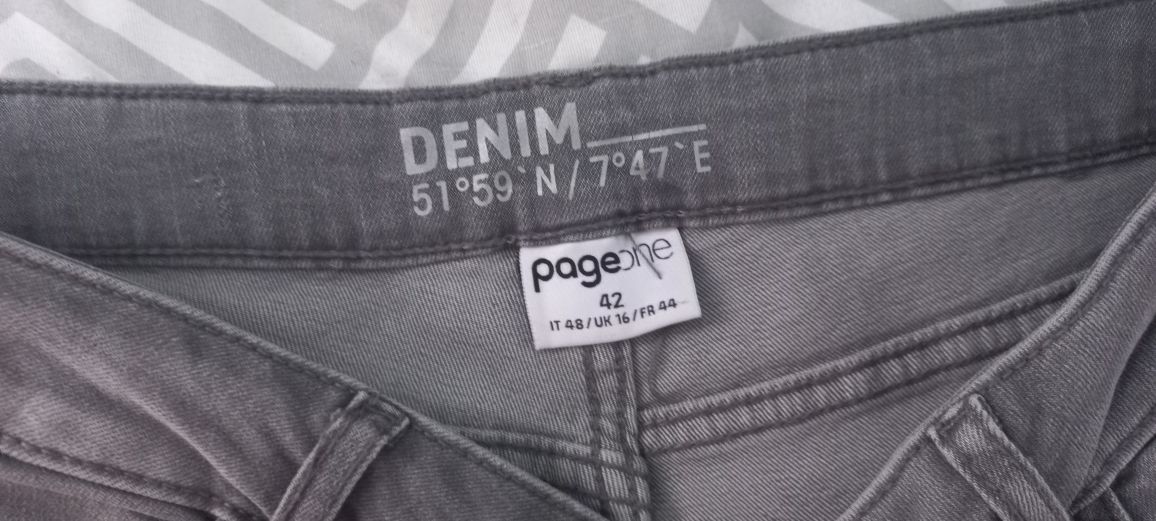 DENIM
51°59`N / 7°47`E
pageone
42
IT 48 / UK 16 / FR 44